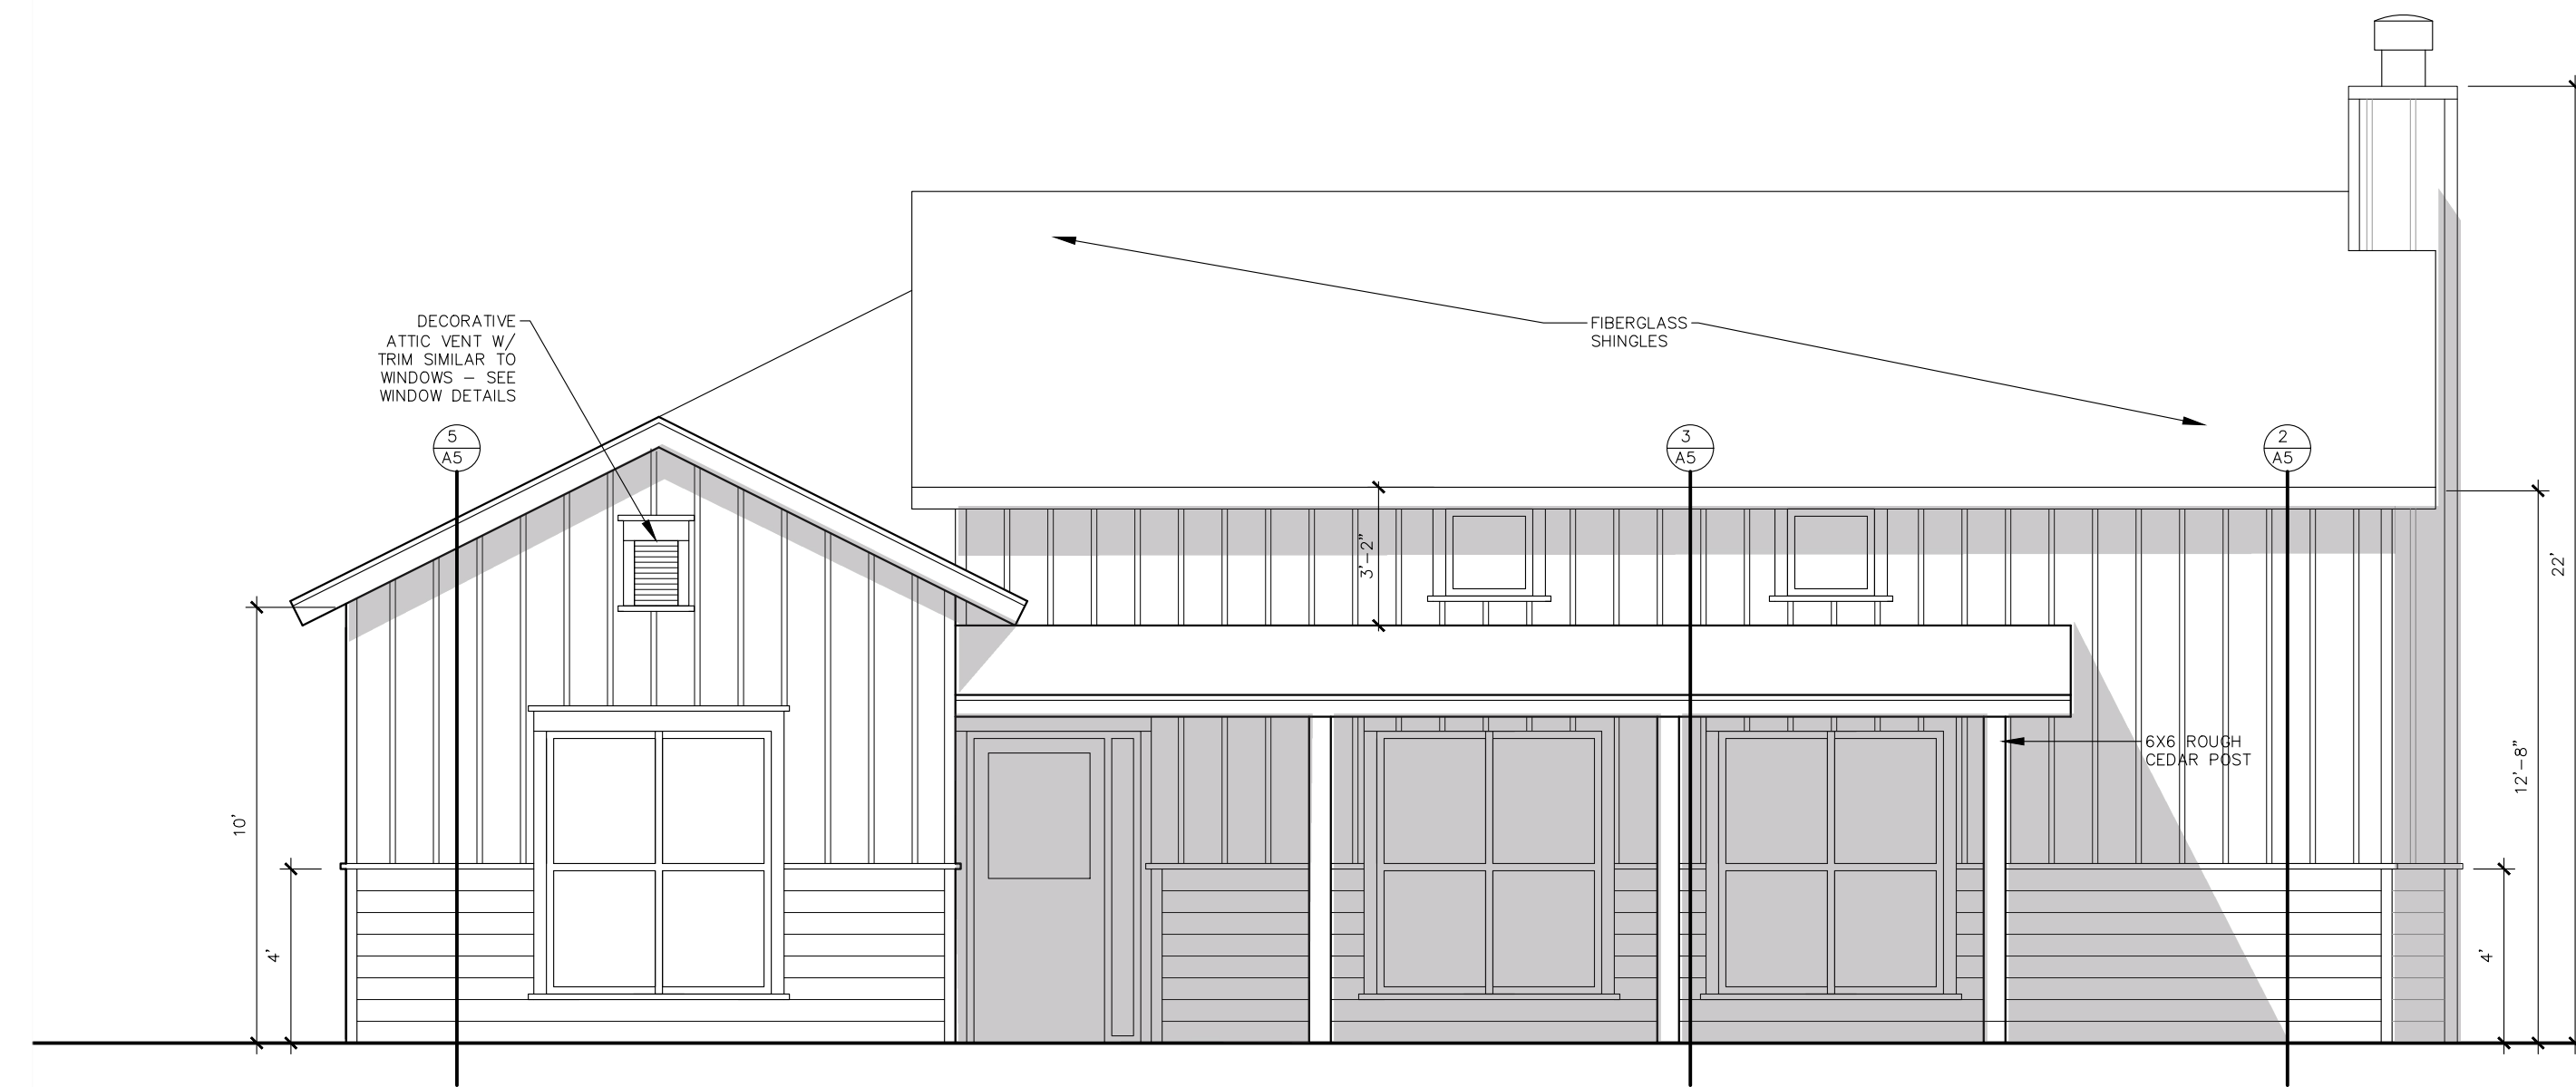 DECORATIVE
ATTIC VENT W/
TRIM SIMILAR TO
WINDOWS – SEE
WINDOW DETAILS
FIBERGLASS
SHINGLES
5
A5
3
A5
2
A5
3'-2"
22'
6X6 ROUGH
CEDAR POST
12'-8"
10'
4'
4'